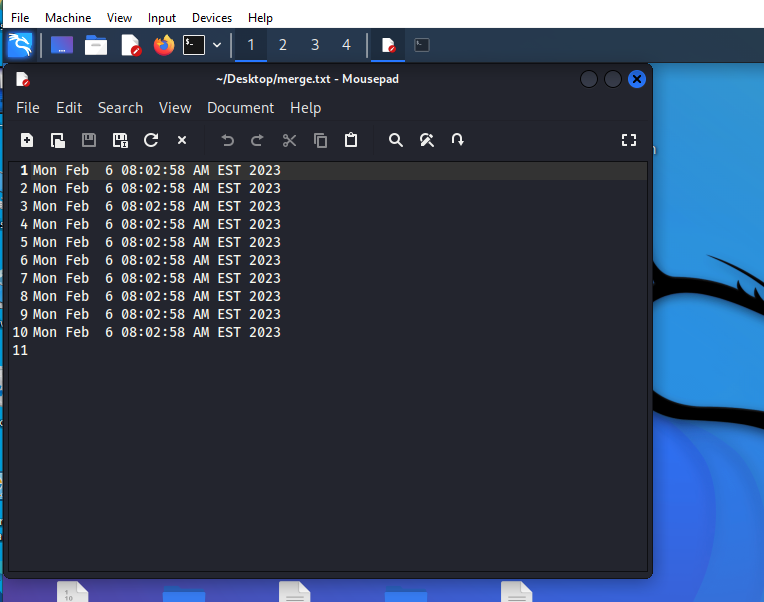 File Machine View Input Devices Help
1 2 3 4
~/Desktop/merge.txt - Mousepad
File Edit Search View Document Help
1 Mon Feb  6 08:02:58 AM EST 2023
2 Mon Feb  6 08:02:58 AM EST 2023
3 Mon Feb  6 08:02:58 AM EST 2023
4 Mon Feb  6 08:02:58 AM EST 2023
5 Mon Feb  6 08:02:58 AM EST 2023
6 Mon Feb  6 08:02:58 AM EST 2023
7 Mon Feb  6 08:02:58 AM EST 2023
8 Mon Feb  6 08:02:58 AM EST 2023
9 Mon Feb  6 08:02:58 AM EST 2023
10 Mon Feb  6 08:02:58 AM EST 2023
11